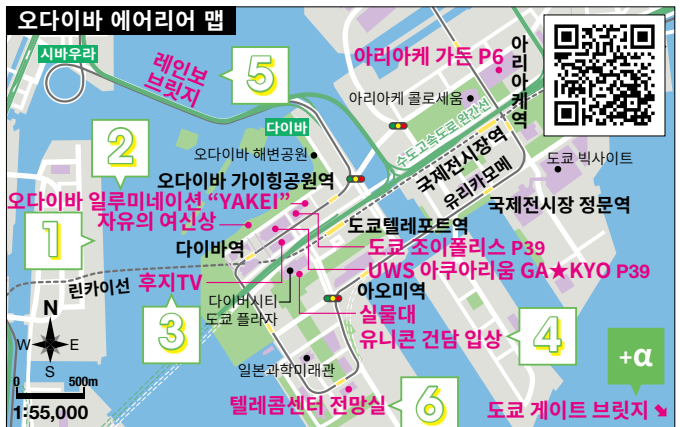 오다이바 에어리어 맵
시바우라
레인보
브릿지
5
아리아케 가든 P6
아리아케역
아리아케 콜로세움
수도고속도로 완간선
다이바
2
오다이바 해변공원
국제전시장역
유리카모메
도쿄 빅사이트
오다이바 가이힝공원역
오다이바 일루미네이션 “YAKEI”
국제전시장 정문역
자유의 여신상
도쿄텔레포트역
1
다이바역
도쿄 조이폴리스 P39
UWS 아쿠아리움 GA★KYO P39
린카이선
후지TV
아오미역
다이버시티
도쿄 플라자
실물대
유니콘 건담 입상
3
4
N
W
E
S
0
500m
1:55,000
일본과학미래관
+α
텔레콤센터 전망실
6
도쿄 게이트 브릿지 ➘